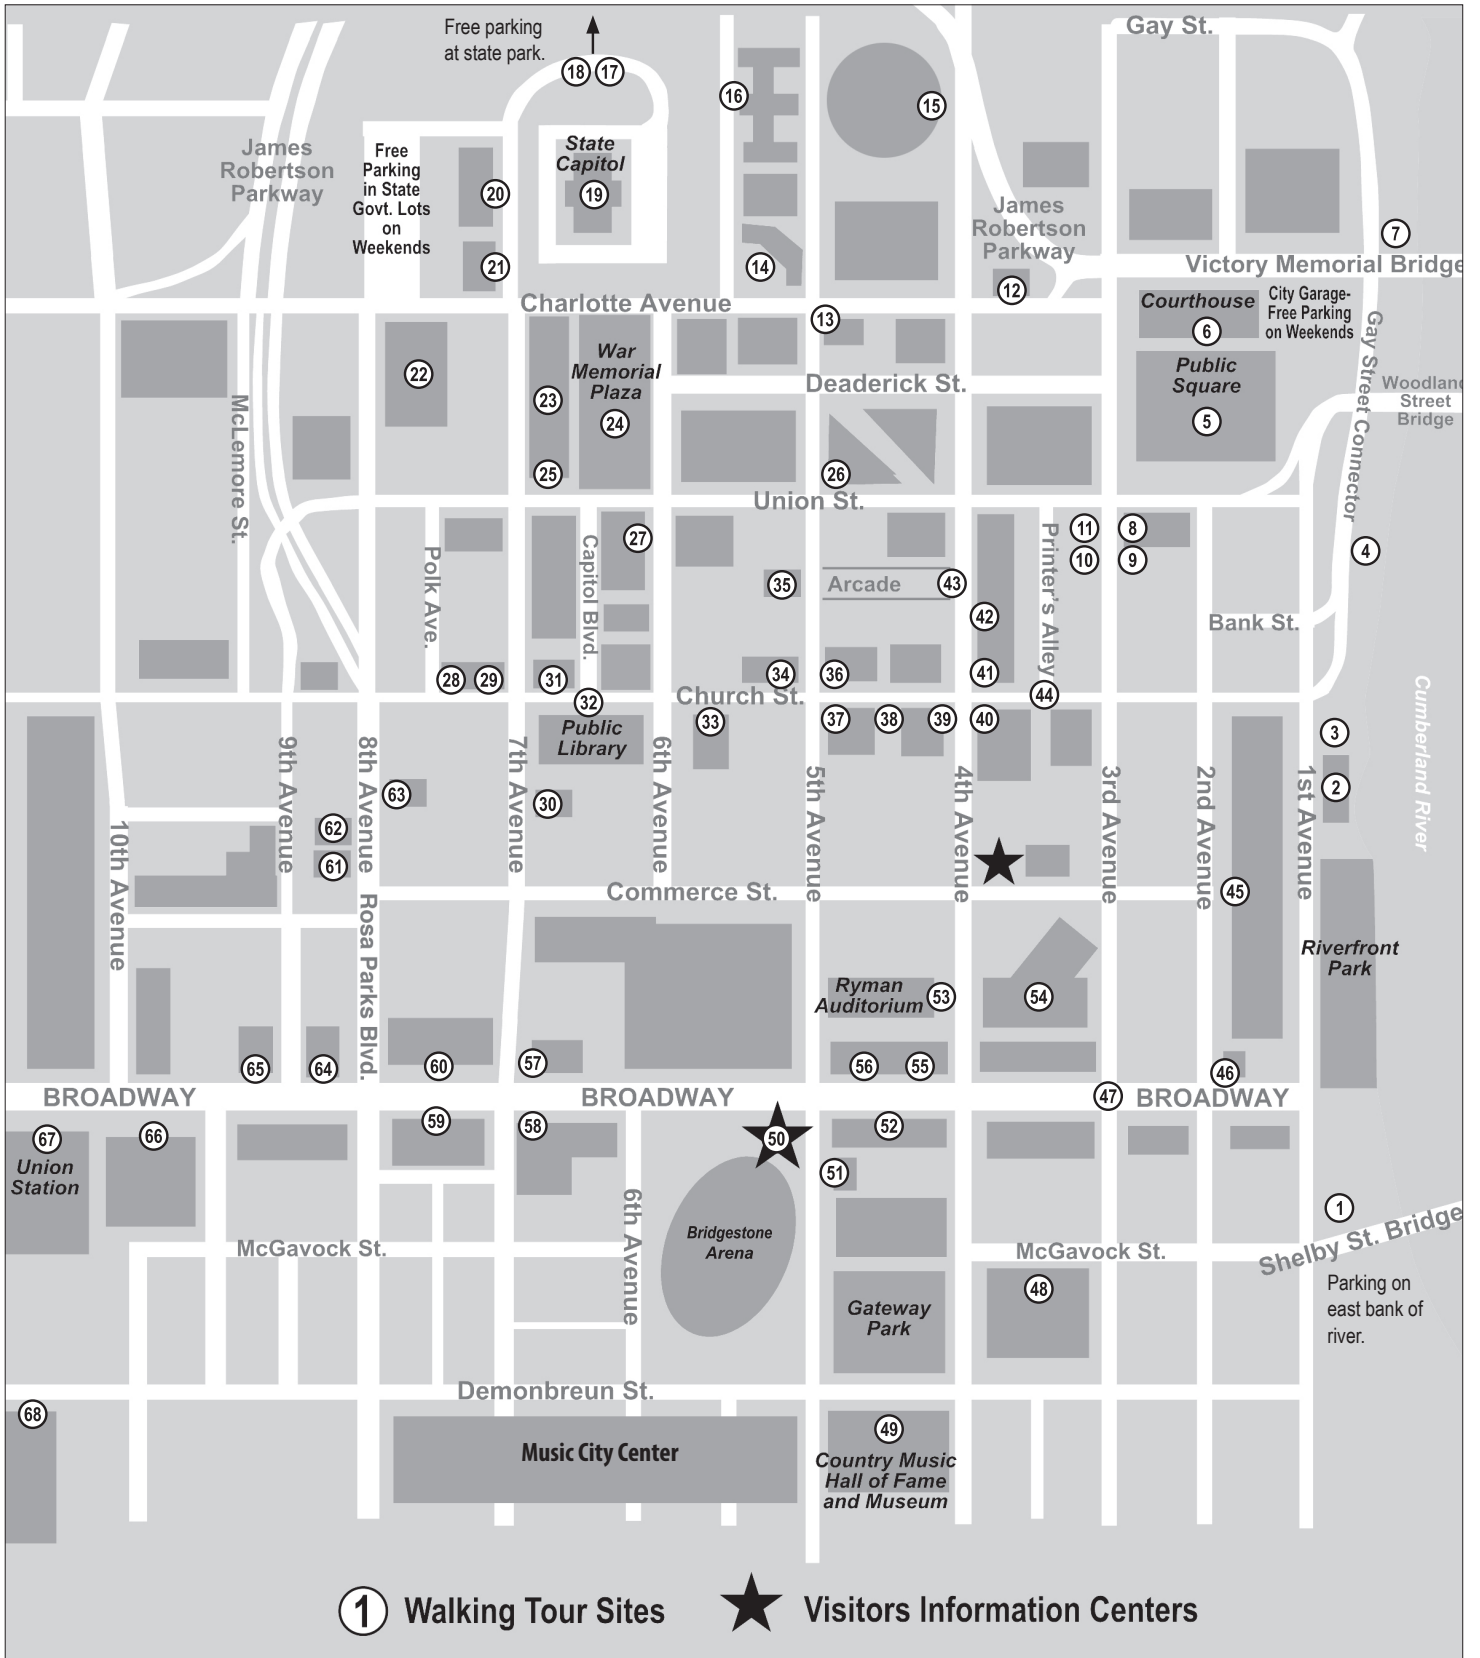 Gay St.
Free parking
at state park.
18
17
16
15
James
Robertson
Parkway
Free
Parking
in State
Govt. Lots
on
Weekends
State
Capitol
20
19
21
14
James
Robertson
Parkway
7
Victory Memorial Bridge
12
Charlotte Avenue
Courthouse
6
City Garage-
Free Parking
on Weekends
13
Gay Street Connector
War
Memorial
Plaza
22
23
24
25
Deaderick St.
Public
Square
5
Woodland
Street
Bridge
McLemore St.
26
Union St.
27
11
8
10
9
4
Polk Ave.
Capitol Blvd.
35
Arcade
43
42
Printer's Alley
Bank St.
28
29
31
34
36
41
44
32
Church St.
Public
Library
33
37
38
39
40
3
2
Cumberland River
9th Avenue
8th Avenue
7th Avenue
6th Avenue
5th Avenue
4th Avenue
3rd Avenue
2nd Avenue
1st Avenue
63
30
62
61
10th Avenue
Commerce St.
45
Rosa Parks Blvd.
Riverfront
Park
Ryman
Auditorium
53
54
65
64
60
57
56
55
46
BROADWAY
BROADWAY
47
BROADWAY
67
66
59
58
50
52
Union
Station
51
1
6th Avenue
Bridgestone
Arena
McGavock St.
McGavock St.
Shelby St. Bridge
48
Parking on
east bank of
river.
Gateway
Park
Demonbreun St.
68
Music City Center
49
Country Music
Hall of Fame
and Museum
1 Walking Tour Sites
Visitors Information Centers